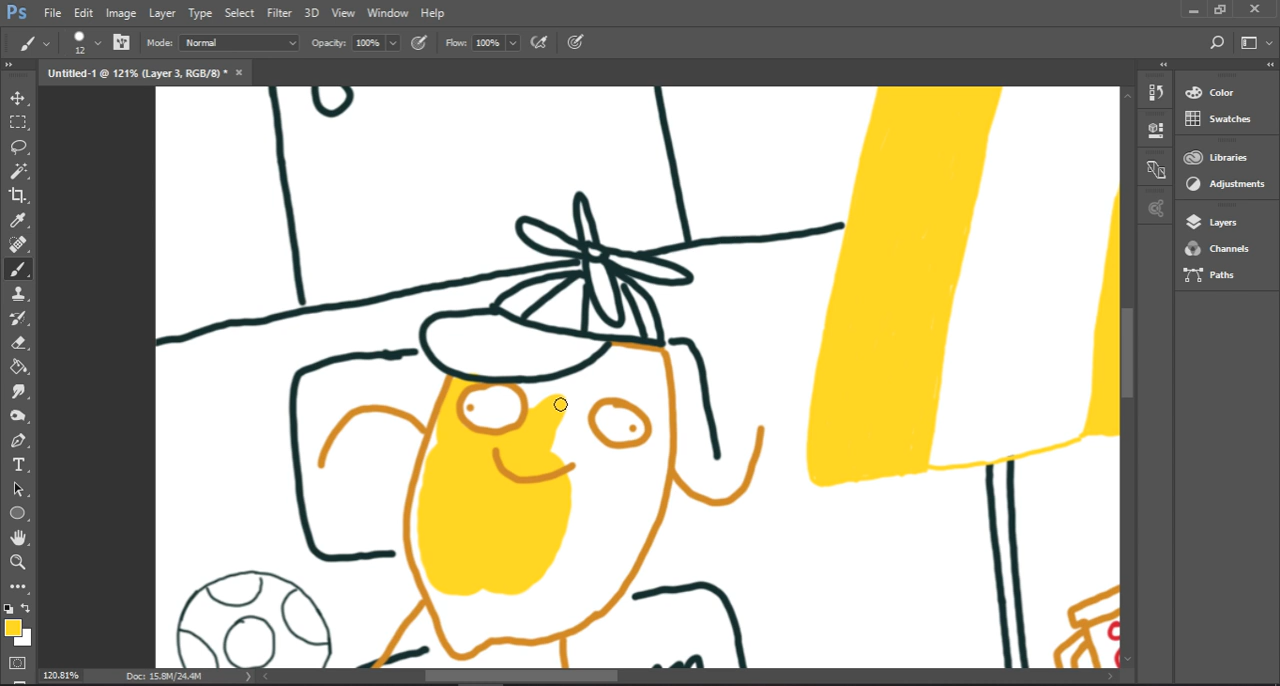 Ps File Edit Image Layer Type Select Filter 3D View Window Help
12 Mode: Normal Opacity: 100% Flow: 100%
Untitled-1 @ 121% (Layer 3, RGB/8) * ×
Color
Swatches
Libraries
Adjustments
Layers
Channels
Paths
120.81% Doc: 15.8M/24.4M